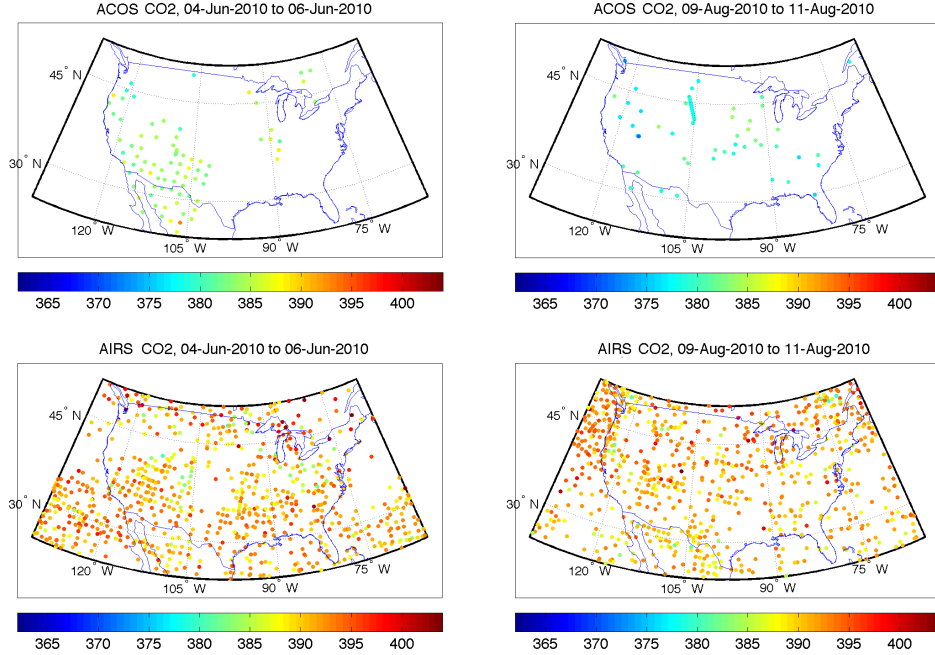 ACOS CO2, 04-Jun-2010 to 06-Jun-2010
45° N
30° N
120° W
105° W
90° W
75° W
365 370 375 380 385 390 395 400
ACOS CO2, 09-Aug-2010 to 11-Aug-2010
45° N
30° N
120° W
105° W
90° W
75° W
365 370 375 380 385 390 395 400
AIRS CO2, 04-Jun-2010 to 06-Jun-2010
45° N
30° N
120° W
105° W
90° W
75° W
365 370 375 380 385 390 395 400
AIRS CO2, 09-Aug-2010 to 11-Aug-2010
45° N
30° N
120° W
105° W
90° W
75° W
365 370 375 380 385 390 395 400